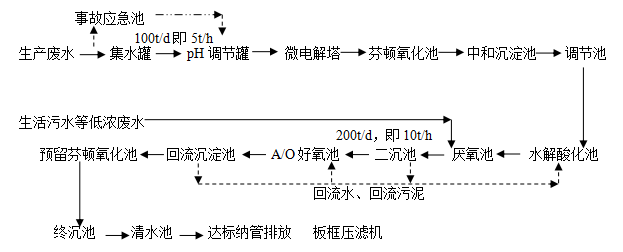 事故应急池
100t/d 即 5t/h
生产废水 集水罐 pH 调节罐 微电解塔 芬顿氧化池 中和沉淀池 调节池
生活污水等低浓废水
200t/d，即 10t/h
预留芬顿氧化池 回流沉淀池 A/O 好氧池 二沉池 厌氧池 水解酸化池
回流水、回流污泥
终沉池 清水池 达标纳管排放 板框压滤机